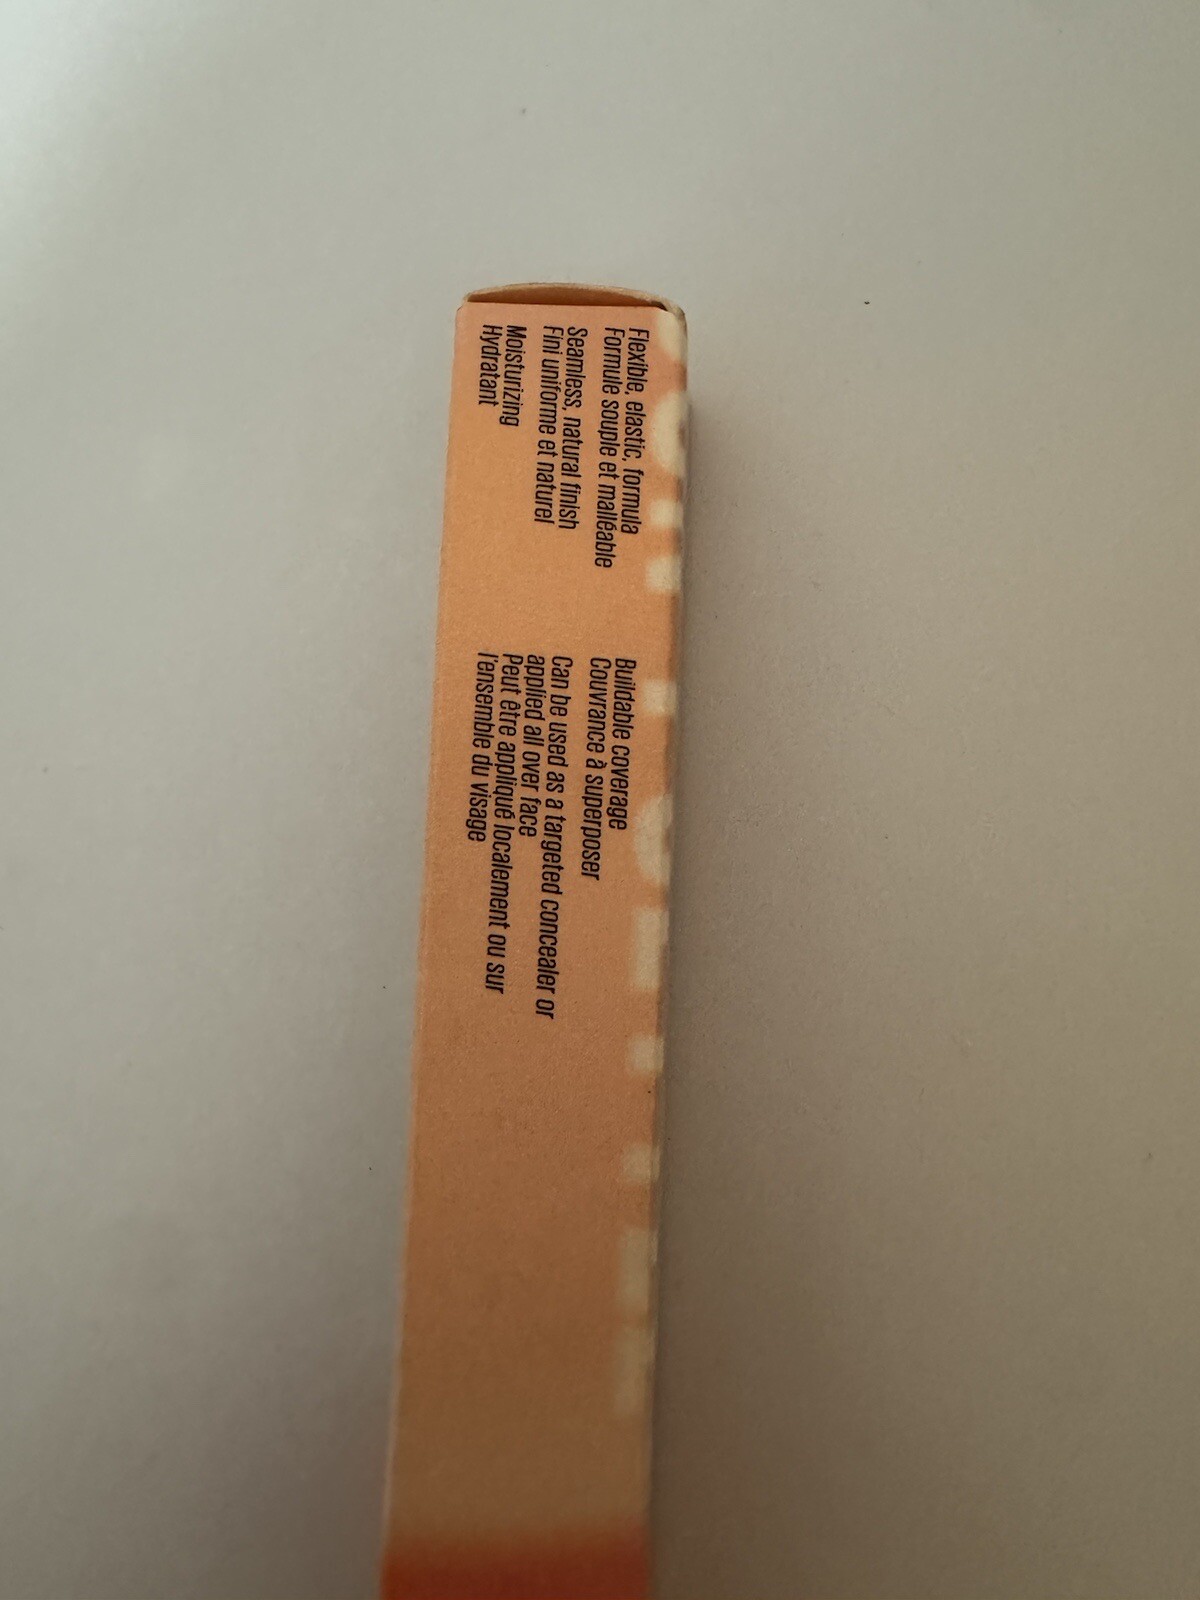 Flexible, elastic, formula
Formule souple et malléable
Seamless, natural finish
Fini uniforme et naturel
Moisturizing
Hydratant
Buildable coverage
Couvrance à superposer
Can be used as a targeted concealer or
applied all over face
Peut être appliqué localement ou sur
l'ensemble du visage